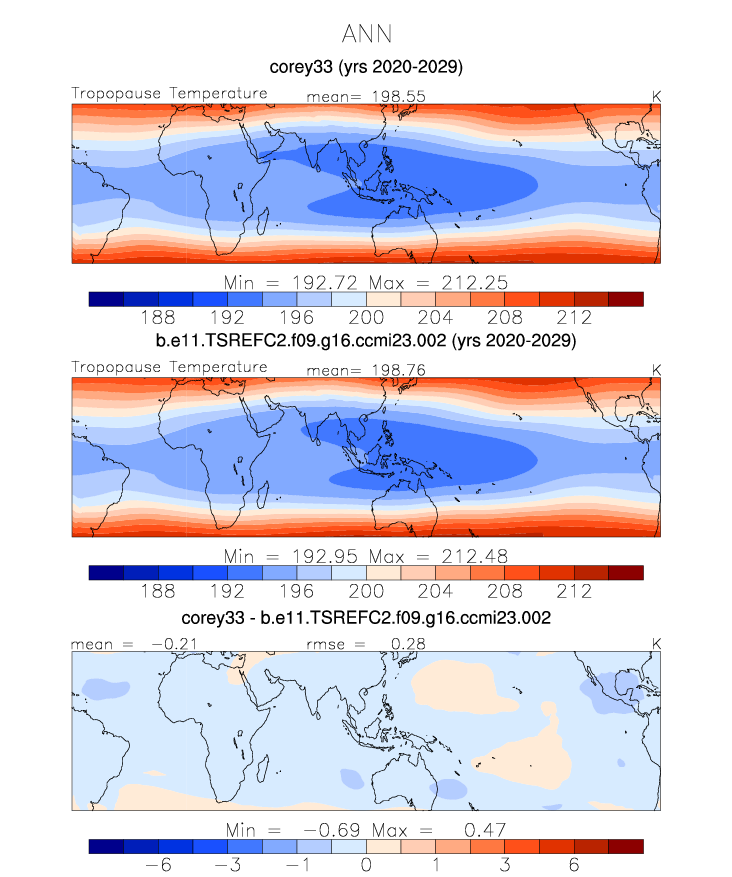 ANN
corey33 (yrs 2020-2029)
Tropopause Temperature mean= 198.55 K
Min = 192.72 Max = 212.25
188 192 196 200 204 208 212
b.e11.TSREFC2.f09.g16.ccmi23.002 (yrs 2020-2029)
Tropopause Temperature mean= 198.76 K
Min = 192.95 Max = 212.48
188 192 196 200 204 208 212
corey33 - b.e11.TSREFC2.f09.g16.ccmi23.002
mean = -0.21 rmse = 0.28 K
Min = -0.69 Max = 0.47
-6 -3 -1 0 1 3 6